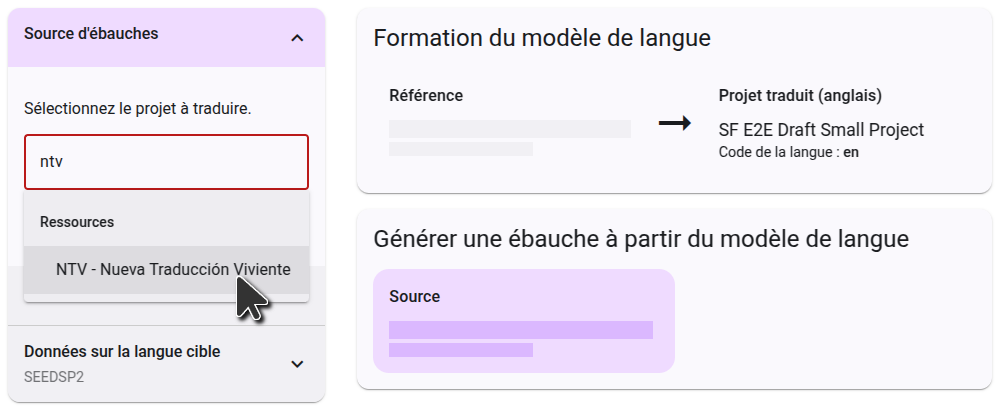 Source d'ébauches
Sélectionnez le projet à traduire.
ntv
Ressources
NTV - Nueva Traducción Viviente
Données sur la langue cible
SEEDSP2
Formation du modèle de langue
Référence
Projet traduit (anglais)
SF E2E Draft Small Project
Code de la langue : en
Générer une ébauche à partir du modèle de langue
Source